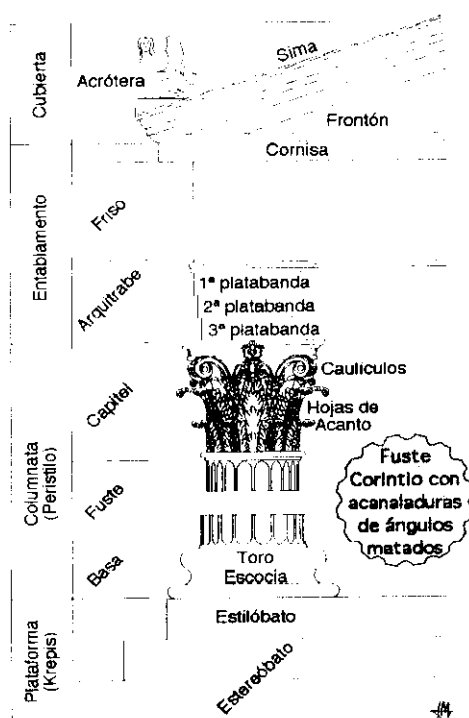 Cubierta
Acrótera
Sima
Frontón
Cornisa
Entablamento
Friso
Arquitrabe
1ª platabanda
2ª platabanda
3ª platabanda
Columnata
(Peristilo)
Capitel
Caulículos
Hojas de
Acanto
Fuste
Fuste
Corintio con
acanaladuras
de ángulos
matados
Basa
Toro
Escocia
Plataforma
(Krepis)
Estilóbato
Estereóbato